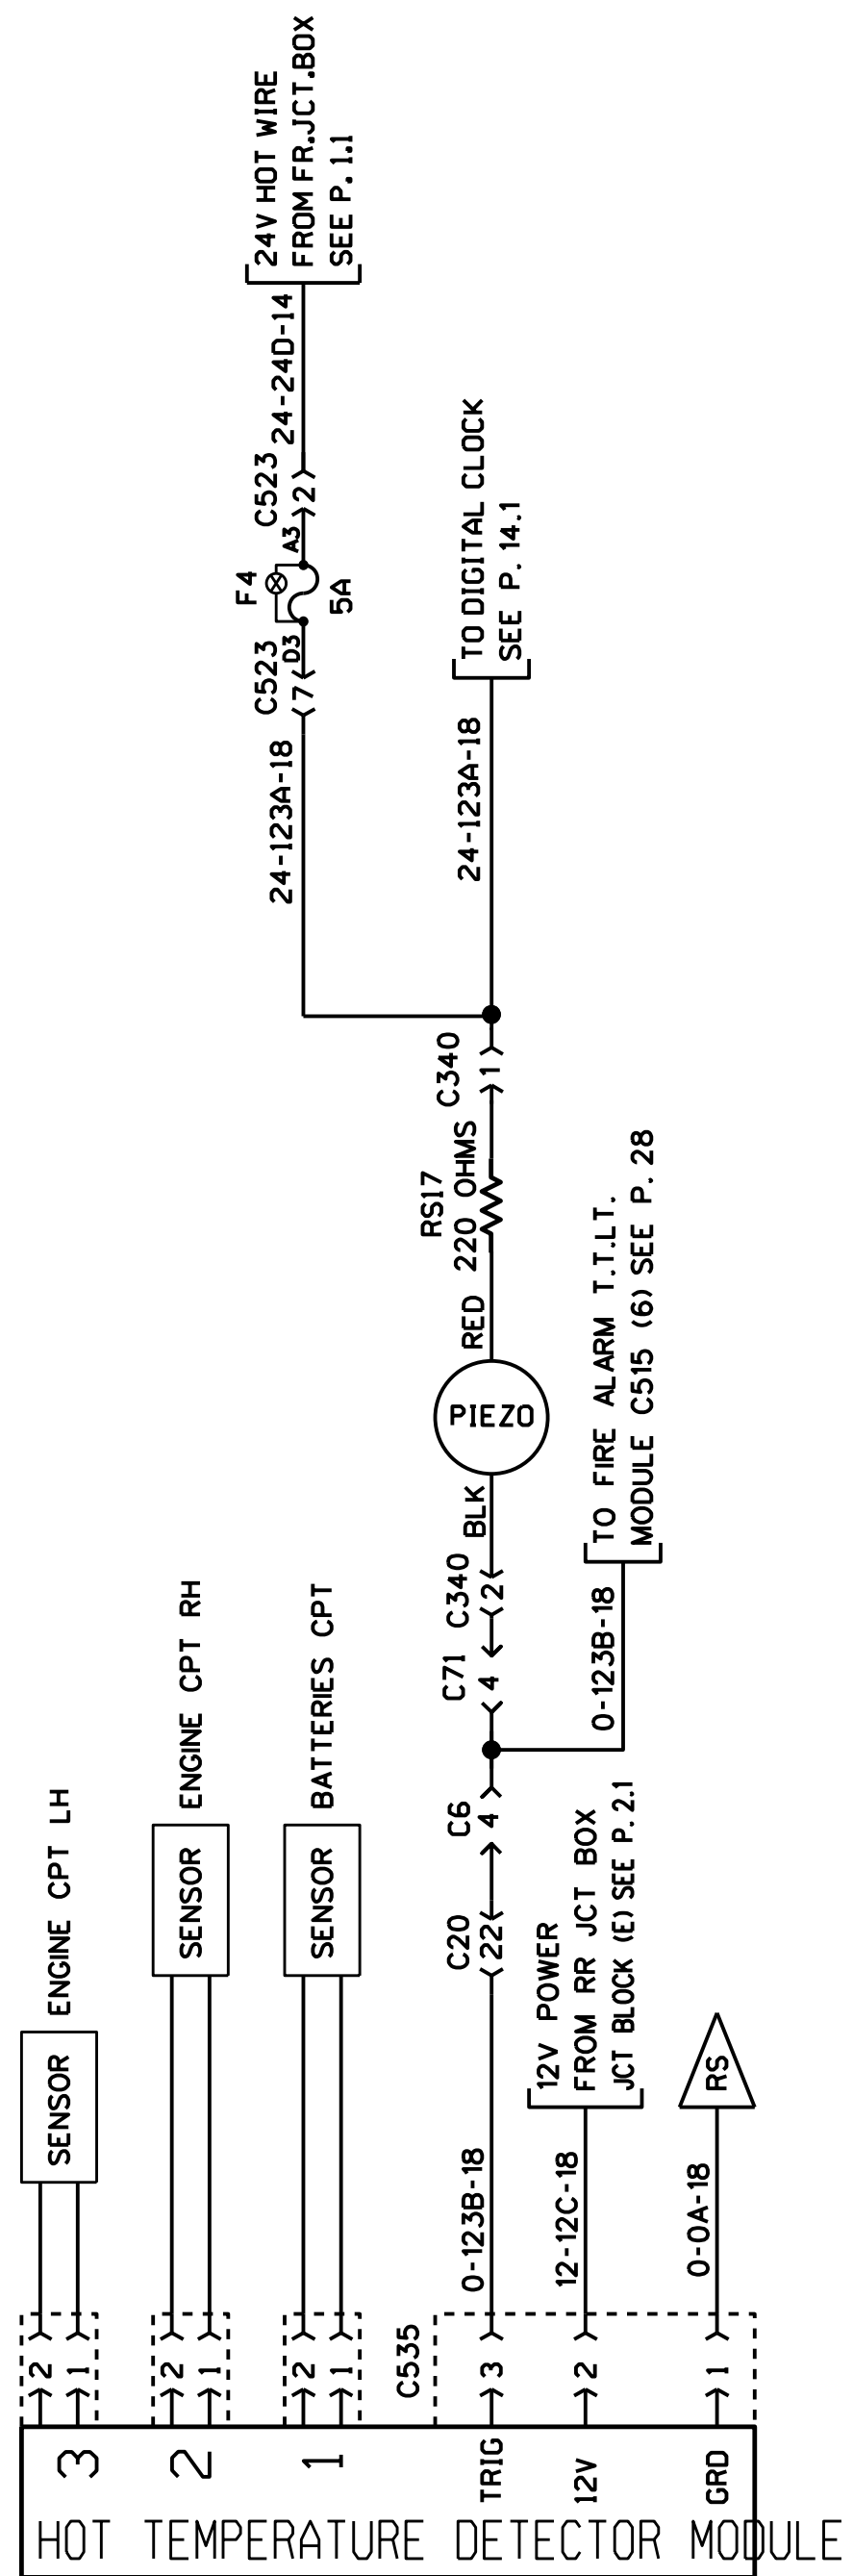 24V HOT WIRE
FROM FR.JCT.BOX
SEE P. 1.1
24-24D-14
C523
2
A3
F4
5A
D3
C523
7
24-123A-18
TO DIGITAL CLOCK
SEE P. 14.1
24-123A-18
C340
1
RS17
220 OHMS
RED
PIEZO
BLK
C340
2
C71
4
TO FIRE ALARM T.T.LT.
MODULE C515 (6) SEE P. 28
0-123B-18
C6
4
C20
22
0-123B-18
12V POWER
FROM RR JCT BOX
JCT BLOCK (E) SEE P. 2.1
12-12C-18
RS
0-0A-18
ENGINE CPT LH
SENSOR
ENGINE CPT RH
SENSOR
BATTERIES CPT
SENSOR
2
1
2
1
2
1
C535
3
2
1
3
2
1
TRIG
12V
GRD
HOT TEMPERATURE DETECTOR MODULE